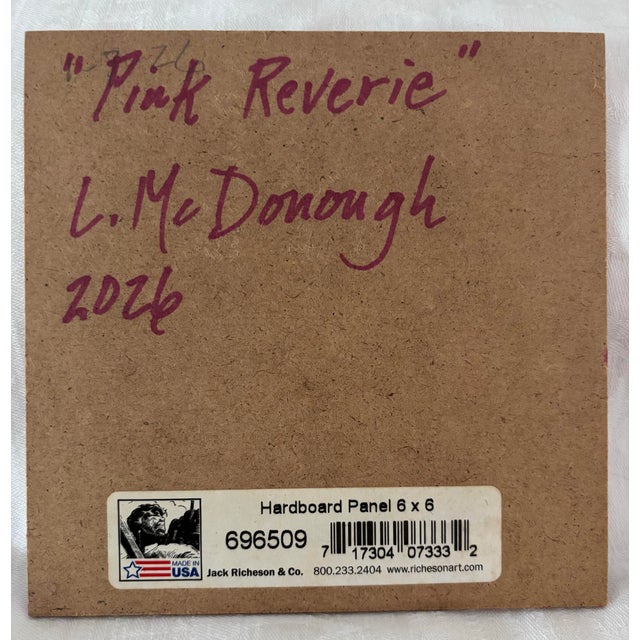 "Pink Reverie"
L. McDonough
2026
Hardboard Panel 6 x 6
696509
7 17304 07333 2
MADE IN
USA
Jack Richeson & Co. 800.233.2404 www.richesonart.com